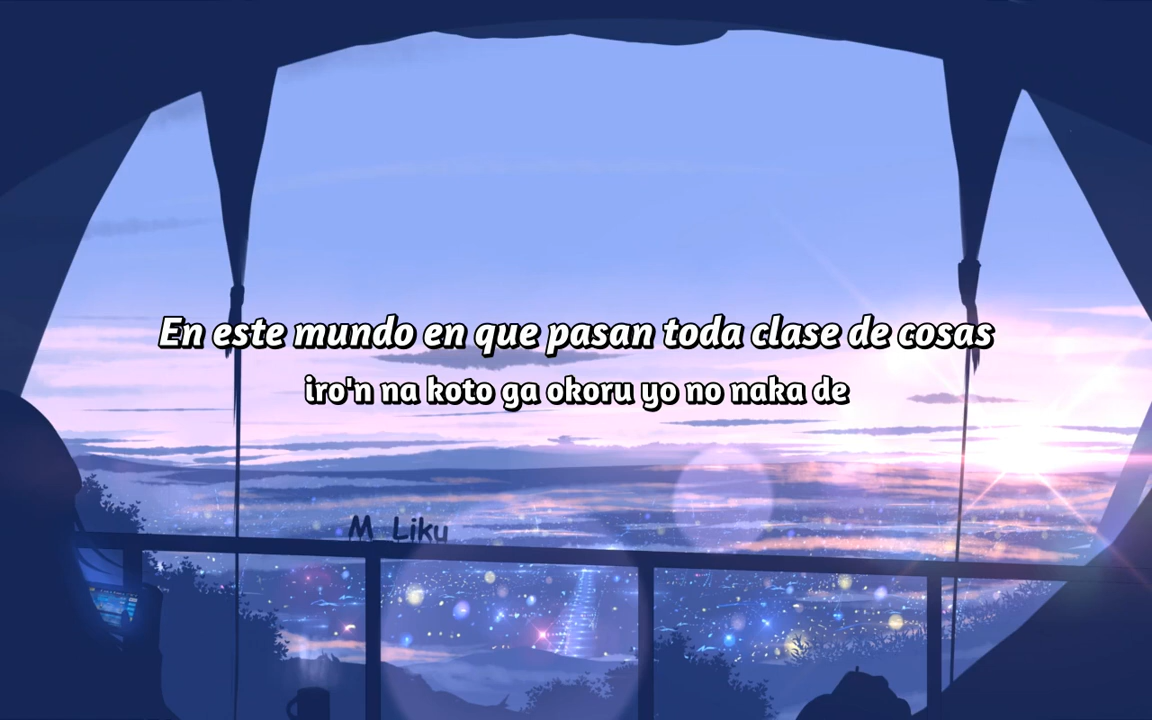 En este mundo en que pasan toda clase de cosas
iro'n na koto ga okoru yo no naka de
M_Liku